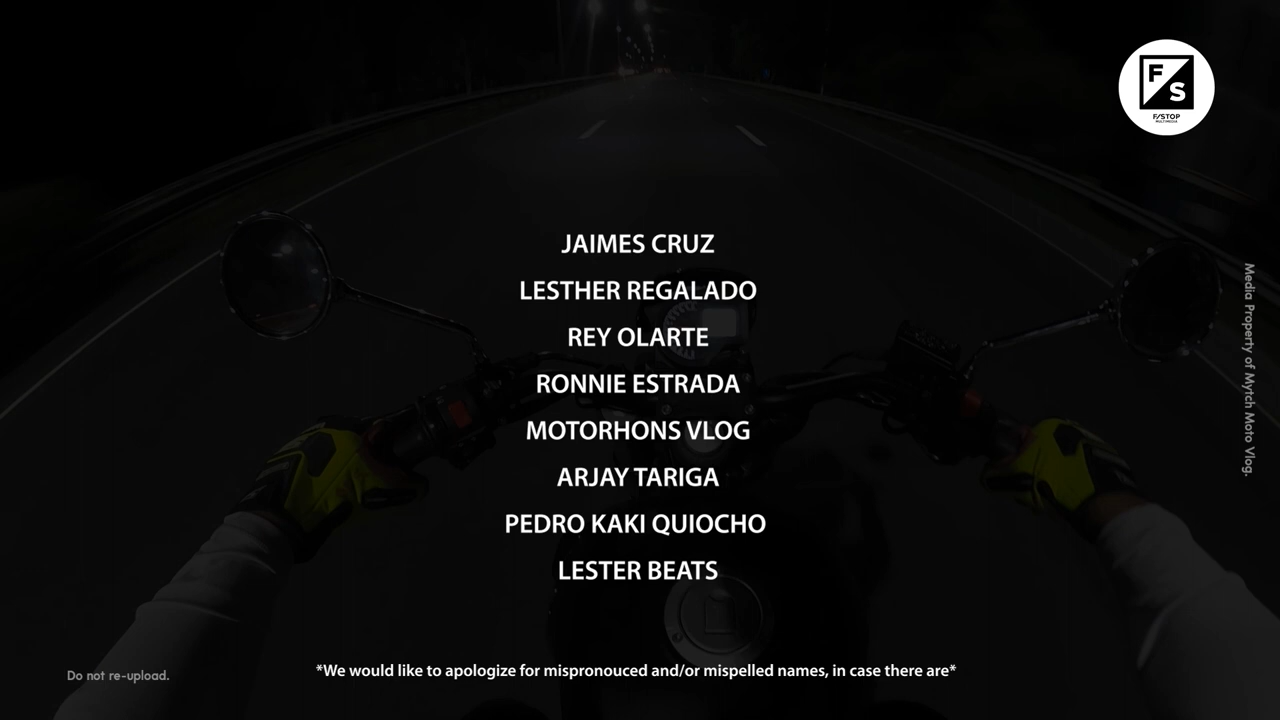 F
S
F/STOP
MULTIMEDIA
JAIMES CRUZ
LESTHER REGALADO
REY OLARTE
RONNIE ESTRADA
MOTORHONS VLOG
ARJAY TARIGA
PEDRO KAKI QUIOCHO
LESTER BEATS
Media Property of Mytch Moto Vlog.
*We would like to apologize for mispronouced and/or mispelled names, in case there are*
Do not re-upload.